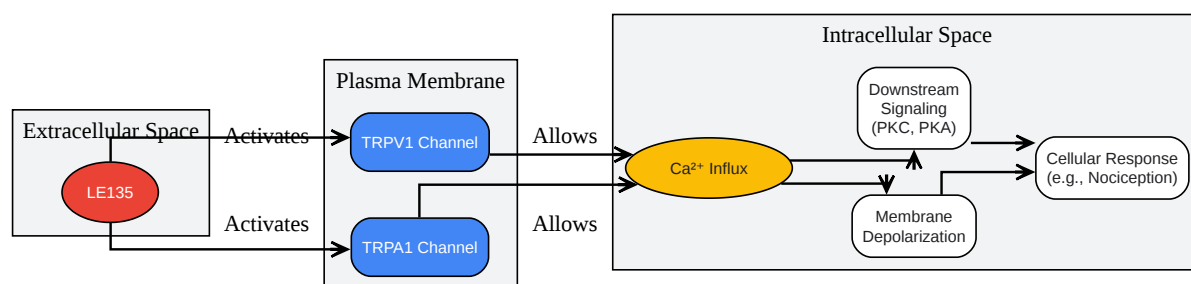 Extracellular Space
LE135
Activates
Activates
Plasma Membrane
TRPV1 Channel
TRPA1 Channel
Allows
Allows
Intracellular Space
Ca²⁺ Influx
Downstream
Signaling
(PKC, PKA)
Membrane
Depolarization
Cellular Response
(e.g., Nociception)